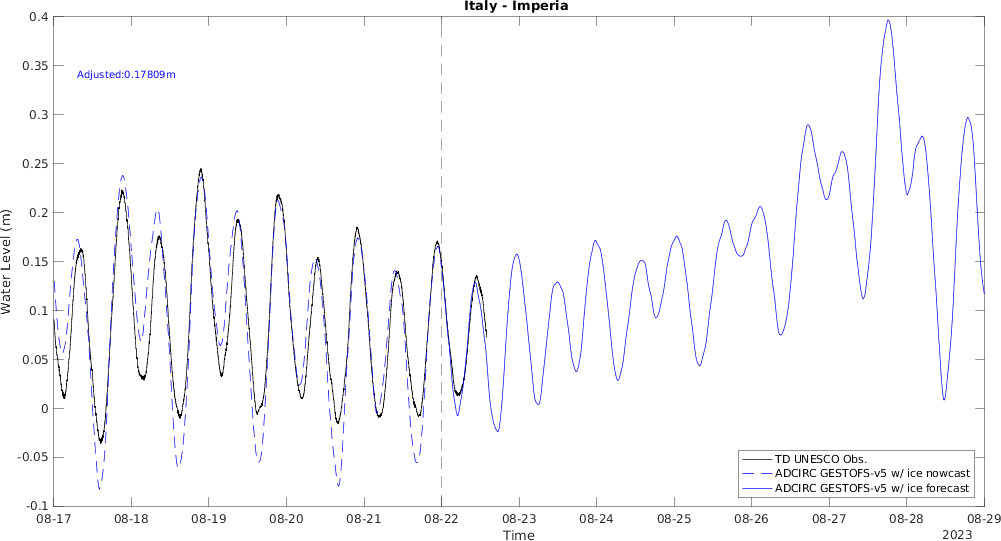 Italy - Imperia
Adjusted:0.17809m
Water Level (m)
0.4
0.35
0.3
0.25
0.2
0.15
0.1
0.05
0
-0.05
-0.1
TD UNESCO Obs.
ADCIRC GESTOFS-v5 w/ ice nowcast
ADCIRC GESTOFS-v5 w/ ice forecast
08-17 08-18 08-19 08-20 08-21 08-22 08-23 08-24 08-25 08-26 08-27 08-28 08-29
Time
2023